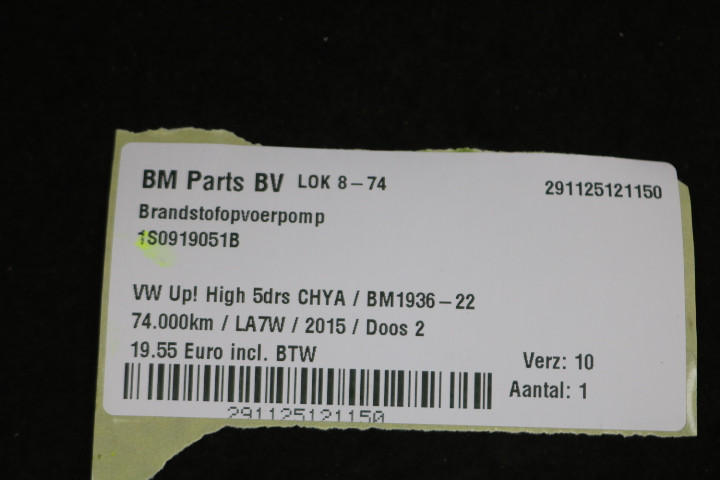 BM Parts BV LOK 8-74 291125121150
Brandstofopvoerpomp
1S0919051B
VW Up! High 5drs CHYA / BM1936-22
74.000km / LA7W / 2015 / Doos 2
19.55 Euro incl. BTW Verz: 10
Aantal: 1
291125121150